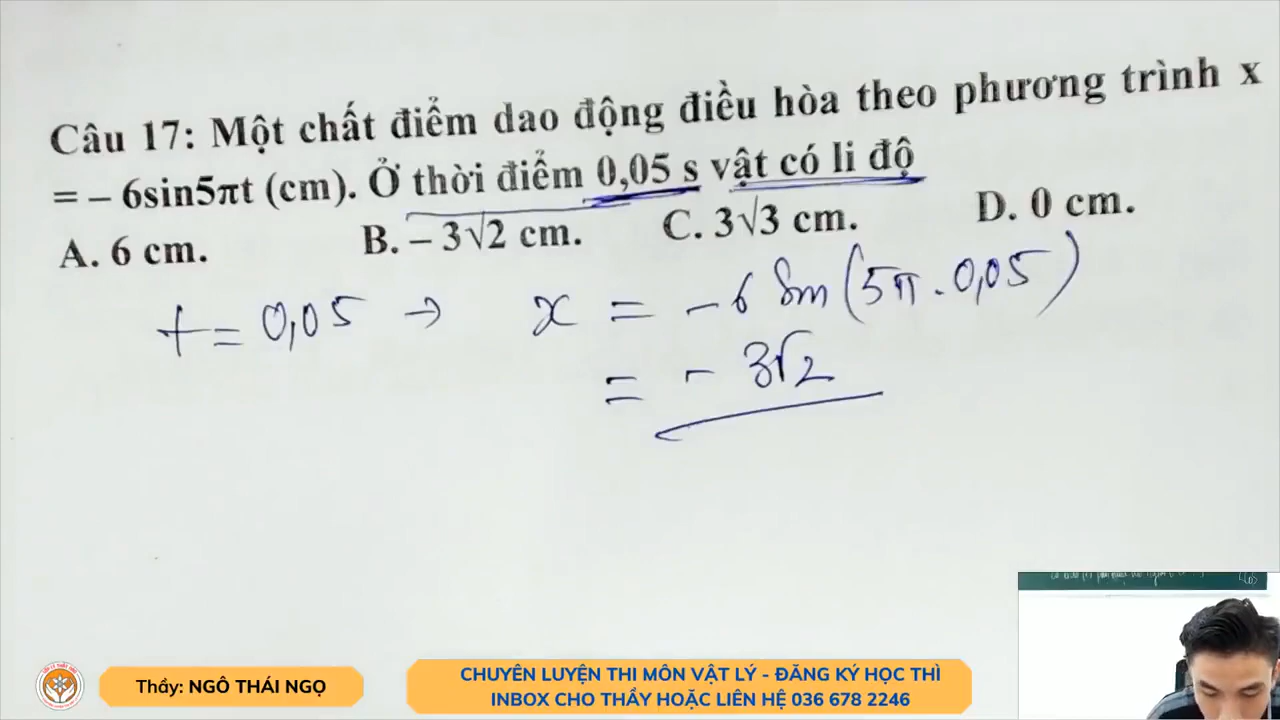 Câu 17: Một chất điểm dao động điều hòa theo phương trình x
= – 6sin5πt (cm). Ở thời điểm 0,05 s vật có li độ
A. 6 cm. B. – 3√2 cm. C. 3√3 cm. D. 0 cm.
t = 0,05 → x = -6 Sin (5π . 0,05)
= - 3√2
Thầy: NGÔ THÁI NGỌ
CHUYÊN LUYỆN THI MÔN VẬT LÝ - ĐĂNG KÝ HỌC THÌ
INBOX CHO THẦY HOẶC LIÊN HỆ 036 678 2246